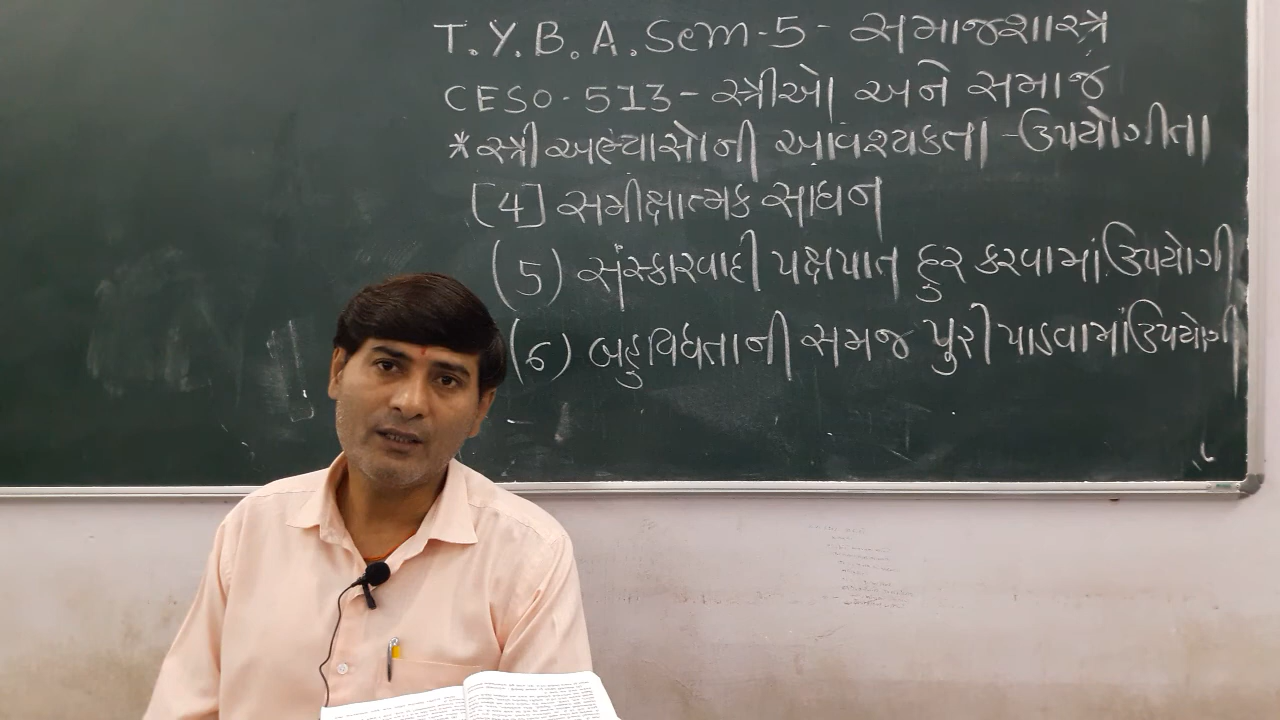 T.Y.B.A. Sem-5 - સમાજશાસ્ત્ર
CESO-513 - સ્ત્રીઓ અને સમાજ
*સ્ત્રી અભ્યાસોની આવશ્યકતા - ઉપયોગીતા
[4] સમીક્ષાત્મક સાધન
(5) સંસ્કારવાદી પક્ષપાત દુર કરવામાં ઉપયોગી
(6) બહુવિધતાની સમજ પુરી પાડવામાં ઉપયોગી